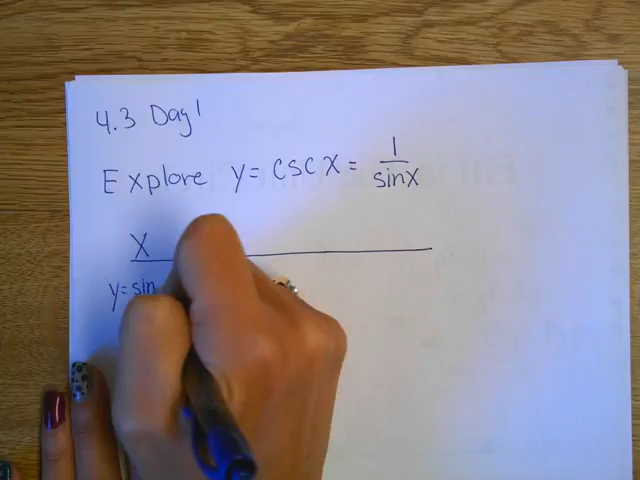 4.3 Day 1
Explore y = csc x = 1/sinx
X
y=sin